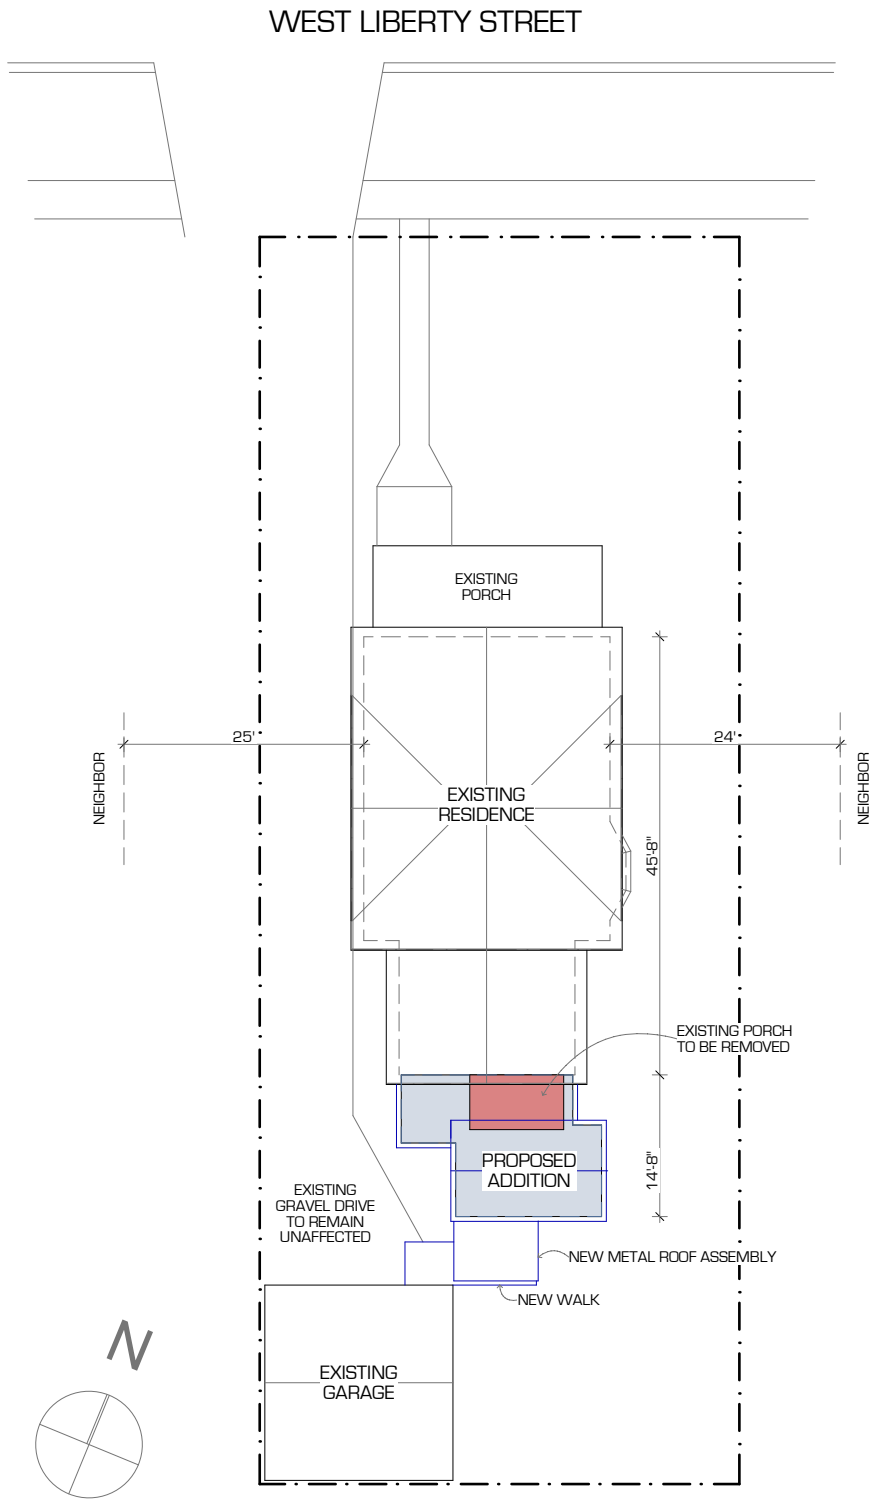 WEST LIBERTY STREET
EXISTING
PORCH
25'
24'
NEIGHBOR
NEIGHBOR
EXISTING
RESIDENCE
45'-8"
EXISTING PORCH
TO BE REMOVED
PROPOSED
ADDITION
14'-8"
EXISTING
GRAVEL DRIVE
TO REMAIN
UNAFFECTED
NEW METAL ROOF ASSEMBLY
NEW WALK
N
EXISTING
GARAGE